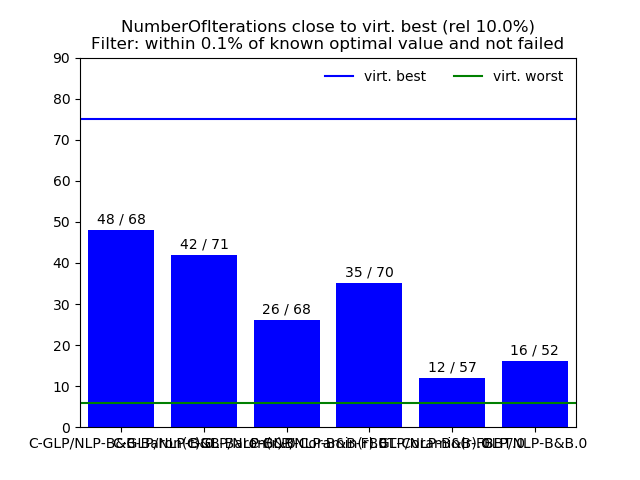 NumberOfIterations close to virt. best (rel 10.0%)
Filter: within 0.1% of known optimal value and not failed
90
80
70
60
50
40
30
20
10
0
virt. best
virt. worst
48 / 68
42 / 71
26 / 68
35 / 70
12 / 57
16 / 52
C-GLP/NLP-B&B